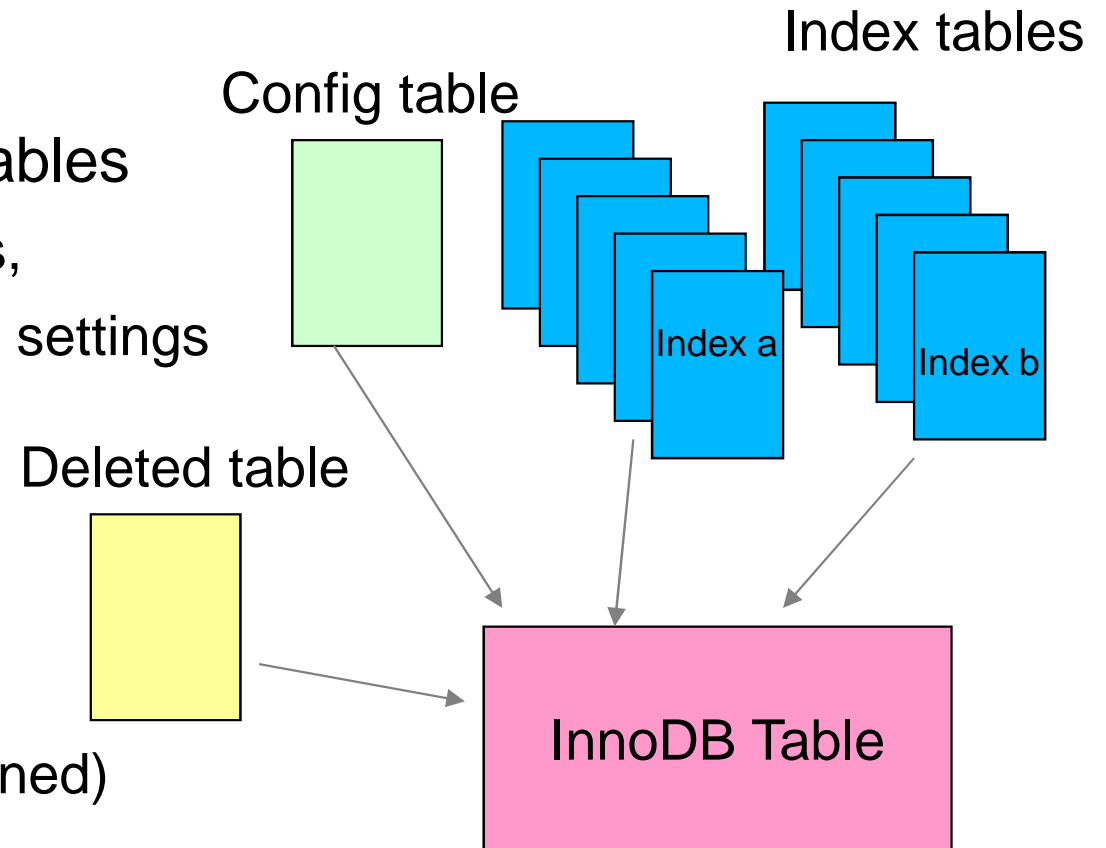 Index tables
Config table
ables
s,
settings
Index a
Index b
Deleted table
InnoDB Table
ned)